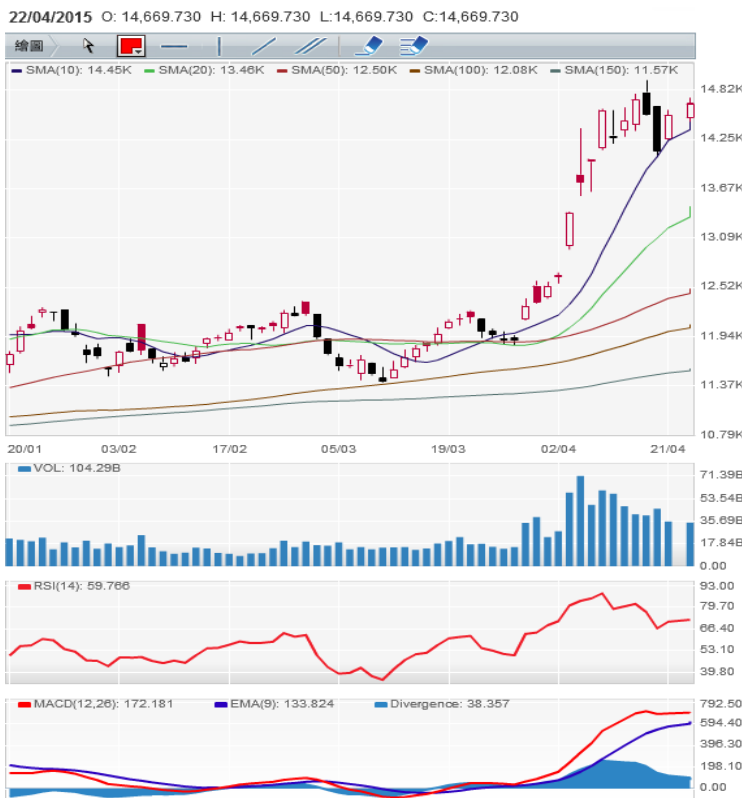 22/04/2015 O: 14,669.730 H: 14,669.730 L:14,669.730 C:14,669.730
繪圖
SMA(10): 14.45K SMA(20): 13.46K SMA(50): 12.50K SMA(100): 12.08K SMA(150): 11.57K
14.82K
14.25K
13.67K
13.09K
12.52K
11.94K
11.37K
10.79K
20/01 03/02 17/02 05/03 19/03 02/04 21/04
VOL: 104.29B
71.39B
53.54B
35.69B
17.84B
0.00
RSI(14): 59.766
93.00
79.70
66.40
53.10
39.80
MACD(12,26): 172.181 EMA(9): 133.824 Divergence: 38.357
792.50
594.40
396.30
198.10
0.00